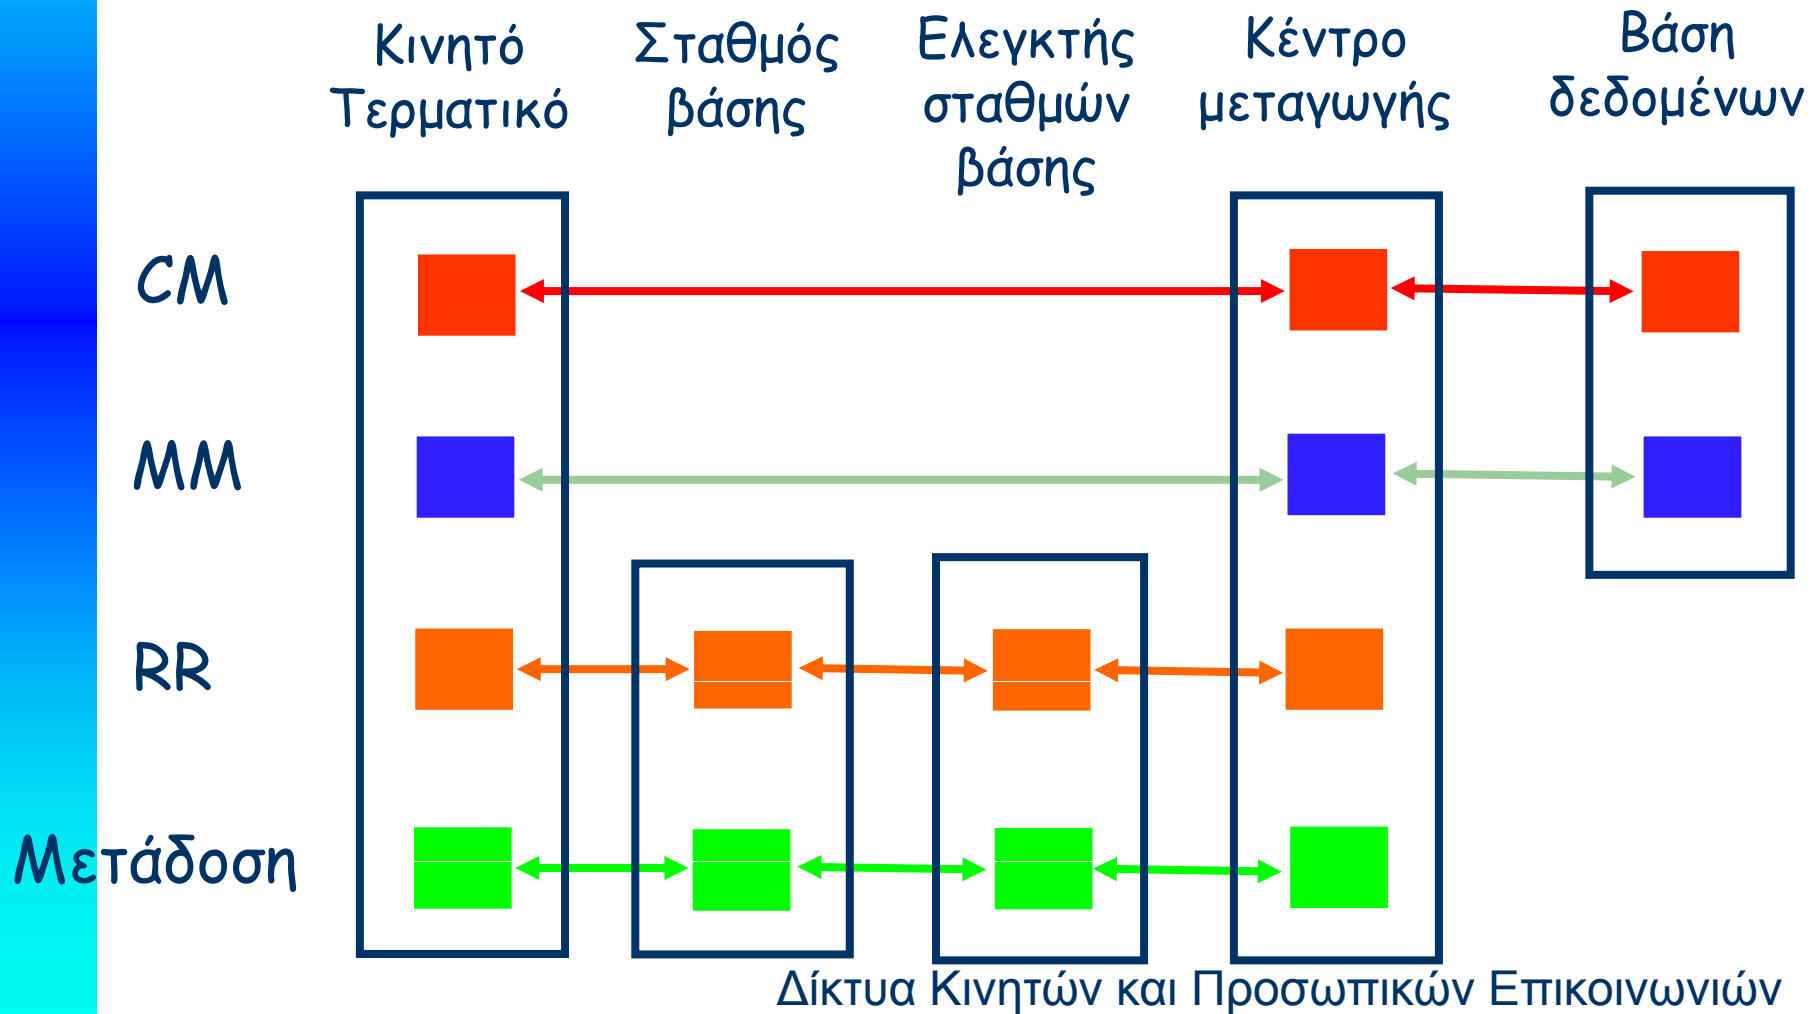 Κινητό
Τερματικό
Σταθμός
βάσης
Ελεγκτής
σταθμών
βάσης
Κέντρο
μεταγωγής
Βάση
δεδομένων
CM
MM
RR
Μετάδοση
Δίκτυα Κινητών και Προσωπικών Επικοινωνιών